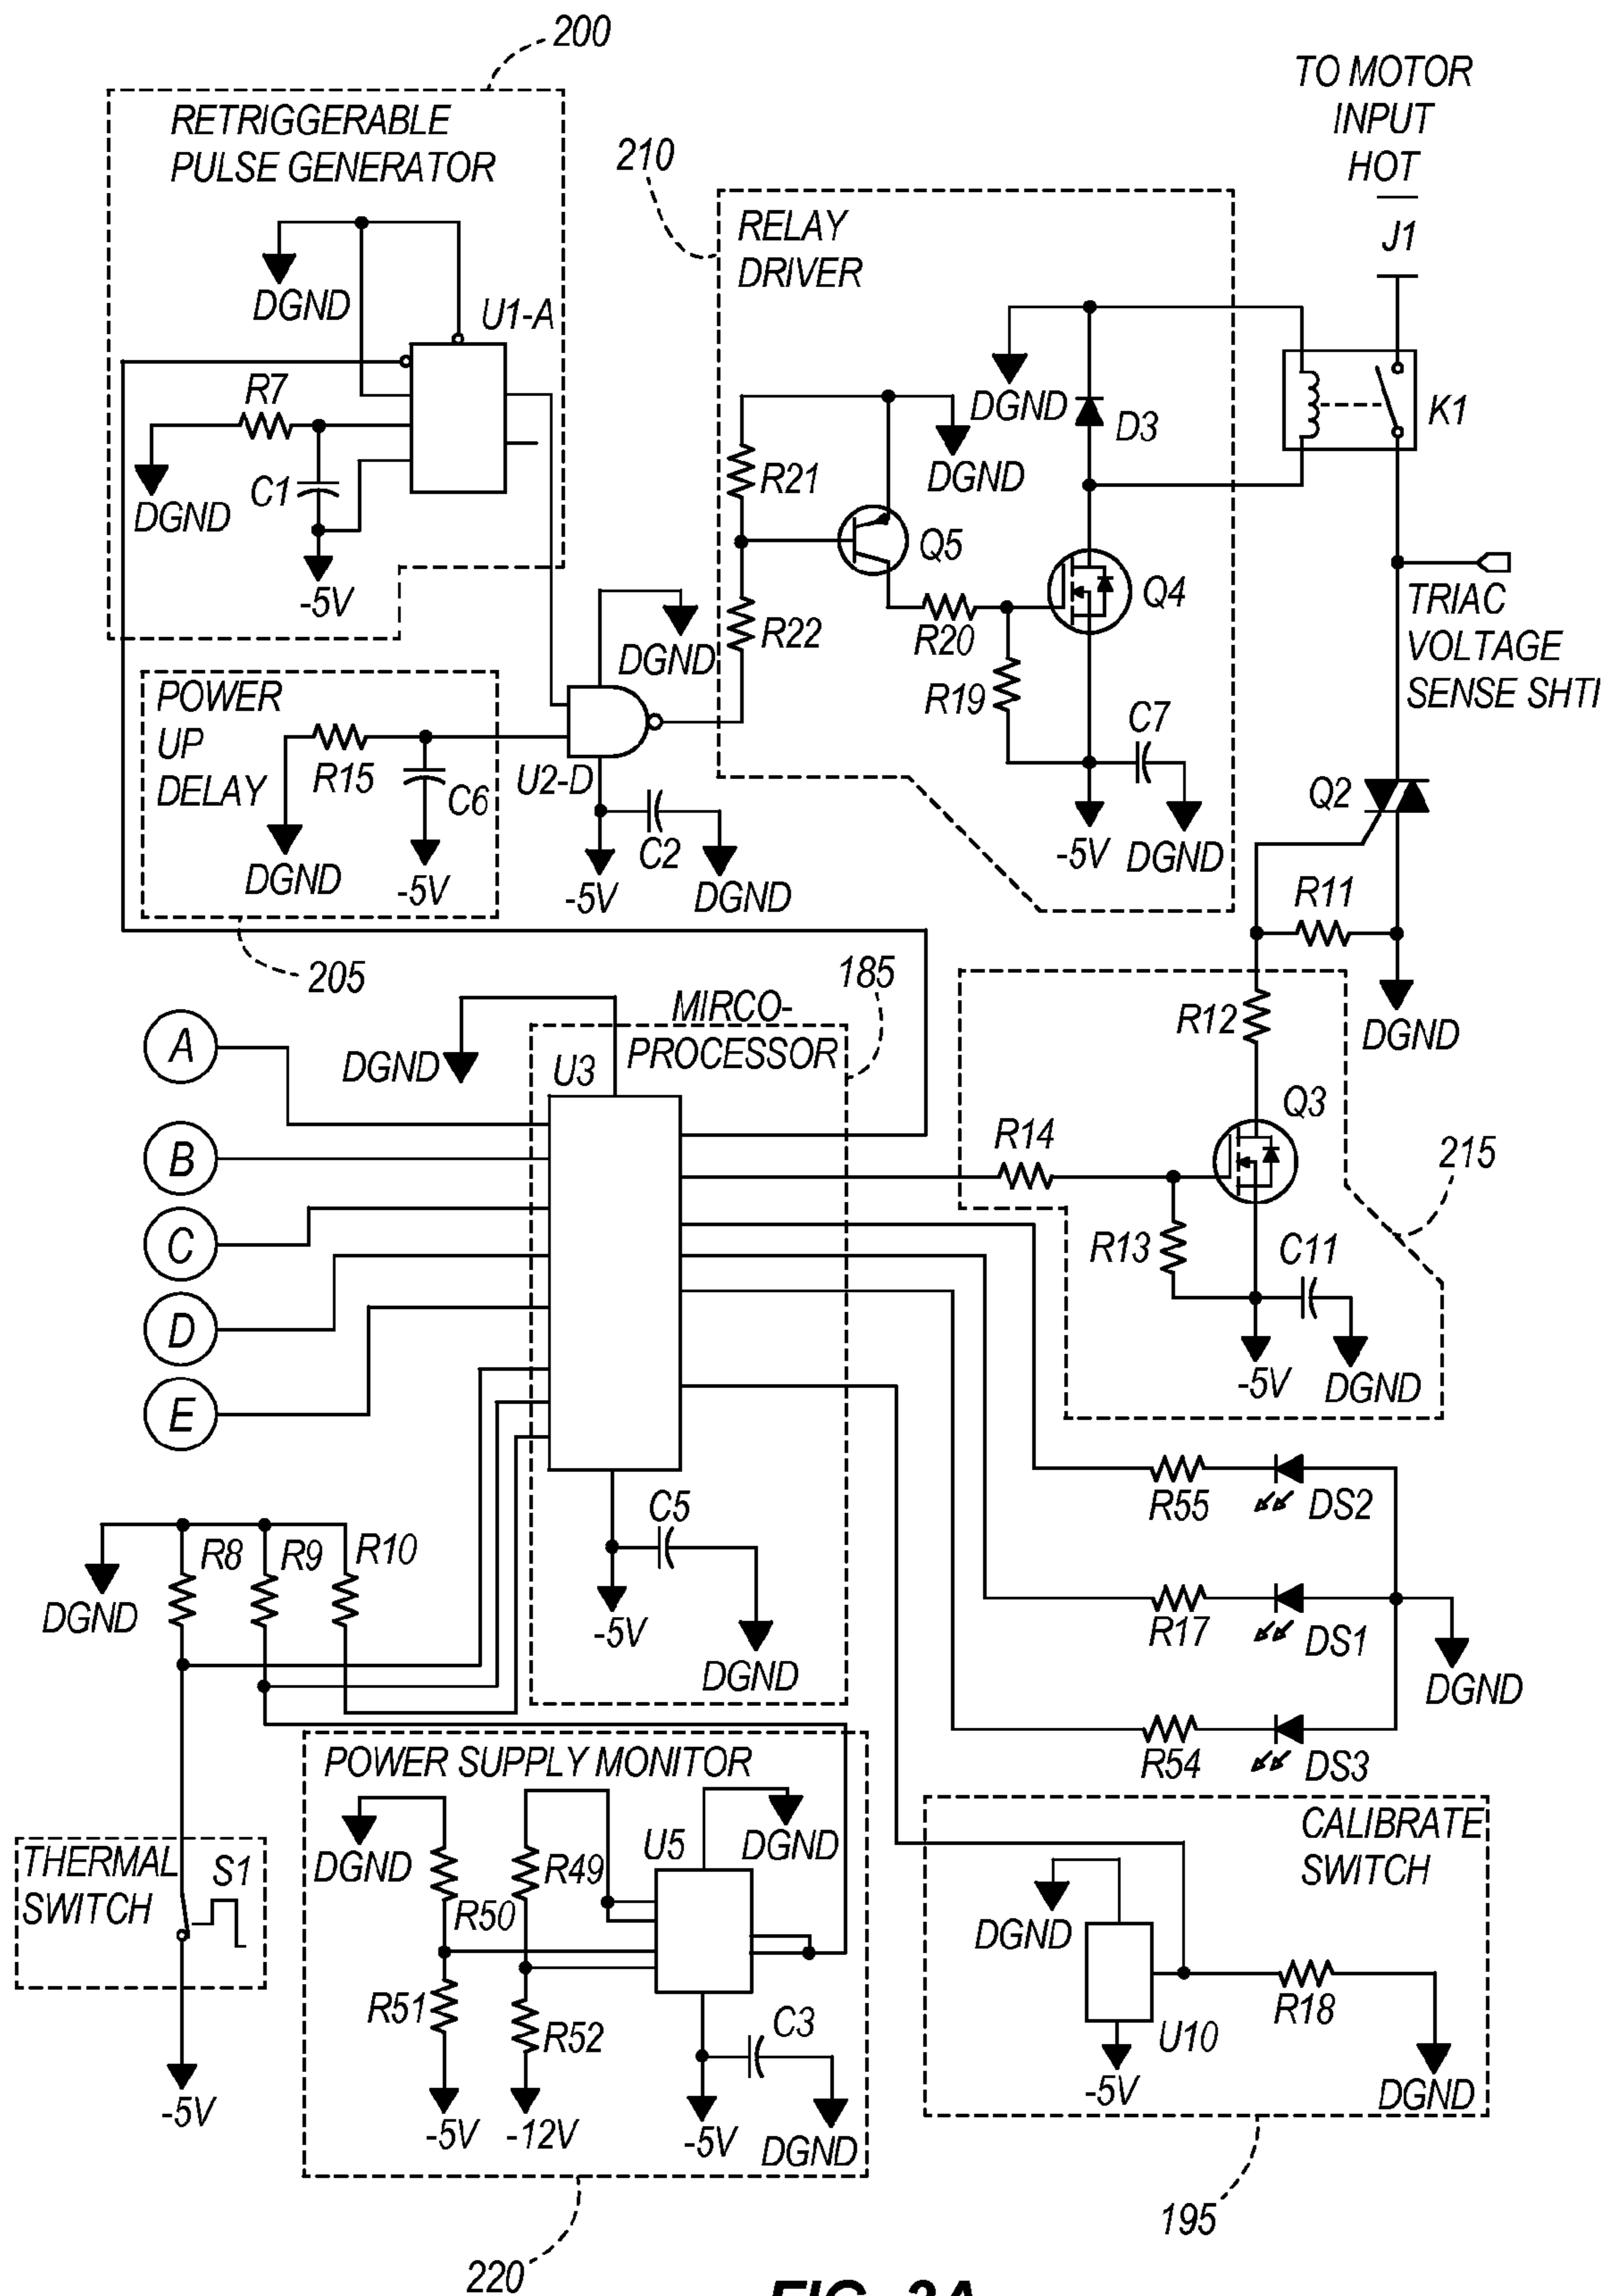 200
RETRIGGERABLE
PULSE GENERATOR
DGND
U1-A
R7
C1
DGND
-5V
210
RELAY
DRIVER
TO MOTOR
INPUT
HOT
J1
DGND
D3
K1
DGND
R21
Q5
Q4
R22
R20
R19
C7
-5V
DGND
TRIAC
VOLTAGE
SENSE SHTI
DGND
POWER
UP
DELAY
R15
C6
DGND
-5V
U2-D
C2
-5V
DGND
Q2
R11
205
185
MIRCO-
PROCESSOR
DGND
U3
R12
DGND
Q3
R14
215
R13
C11
-5V
DGND
A
B
C
D
E
C5
-5V
DGND
R55
DS2
R17
DS1
DGND
R54
DS3
R8
R9
R10
DGND
POWER SUPPLY MONITOR
DGND
U5
DGND
R49
R50
R51
R52
C3
-5V
-12V
-5V
DGND
THERMAL
SWITCH
S1
-5V
CALIBRATE
SWITCH
DGND
U10
R18
-5V
DGND
195
220
FIG. 3A